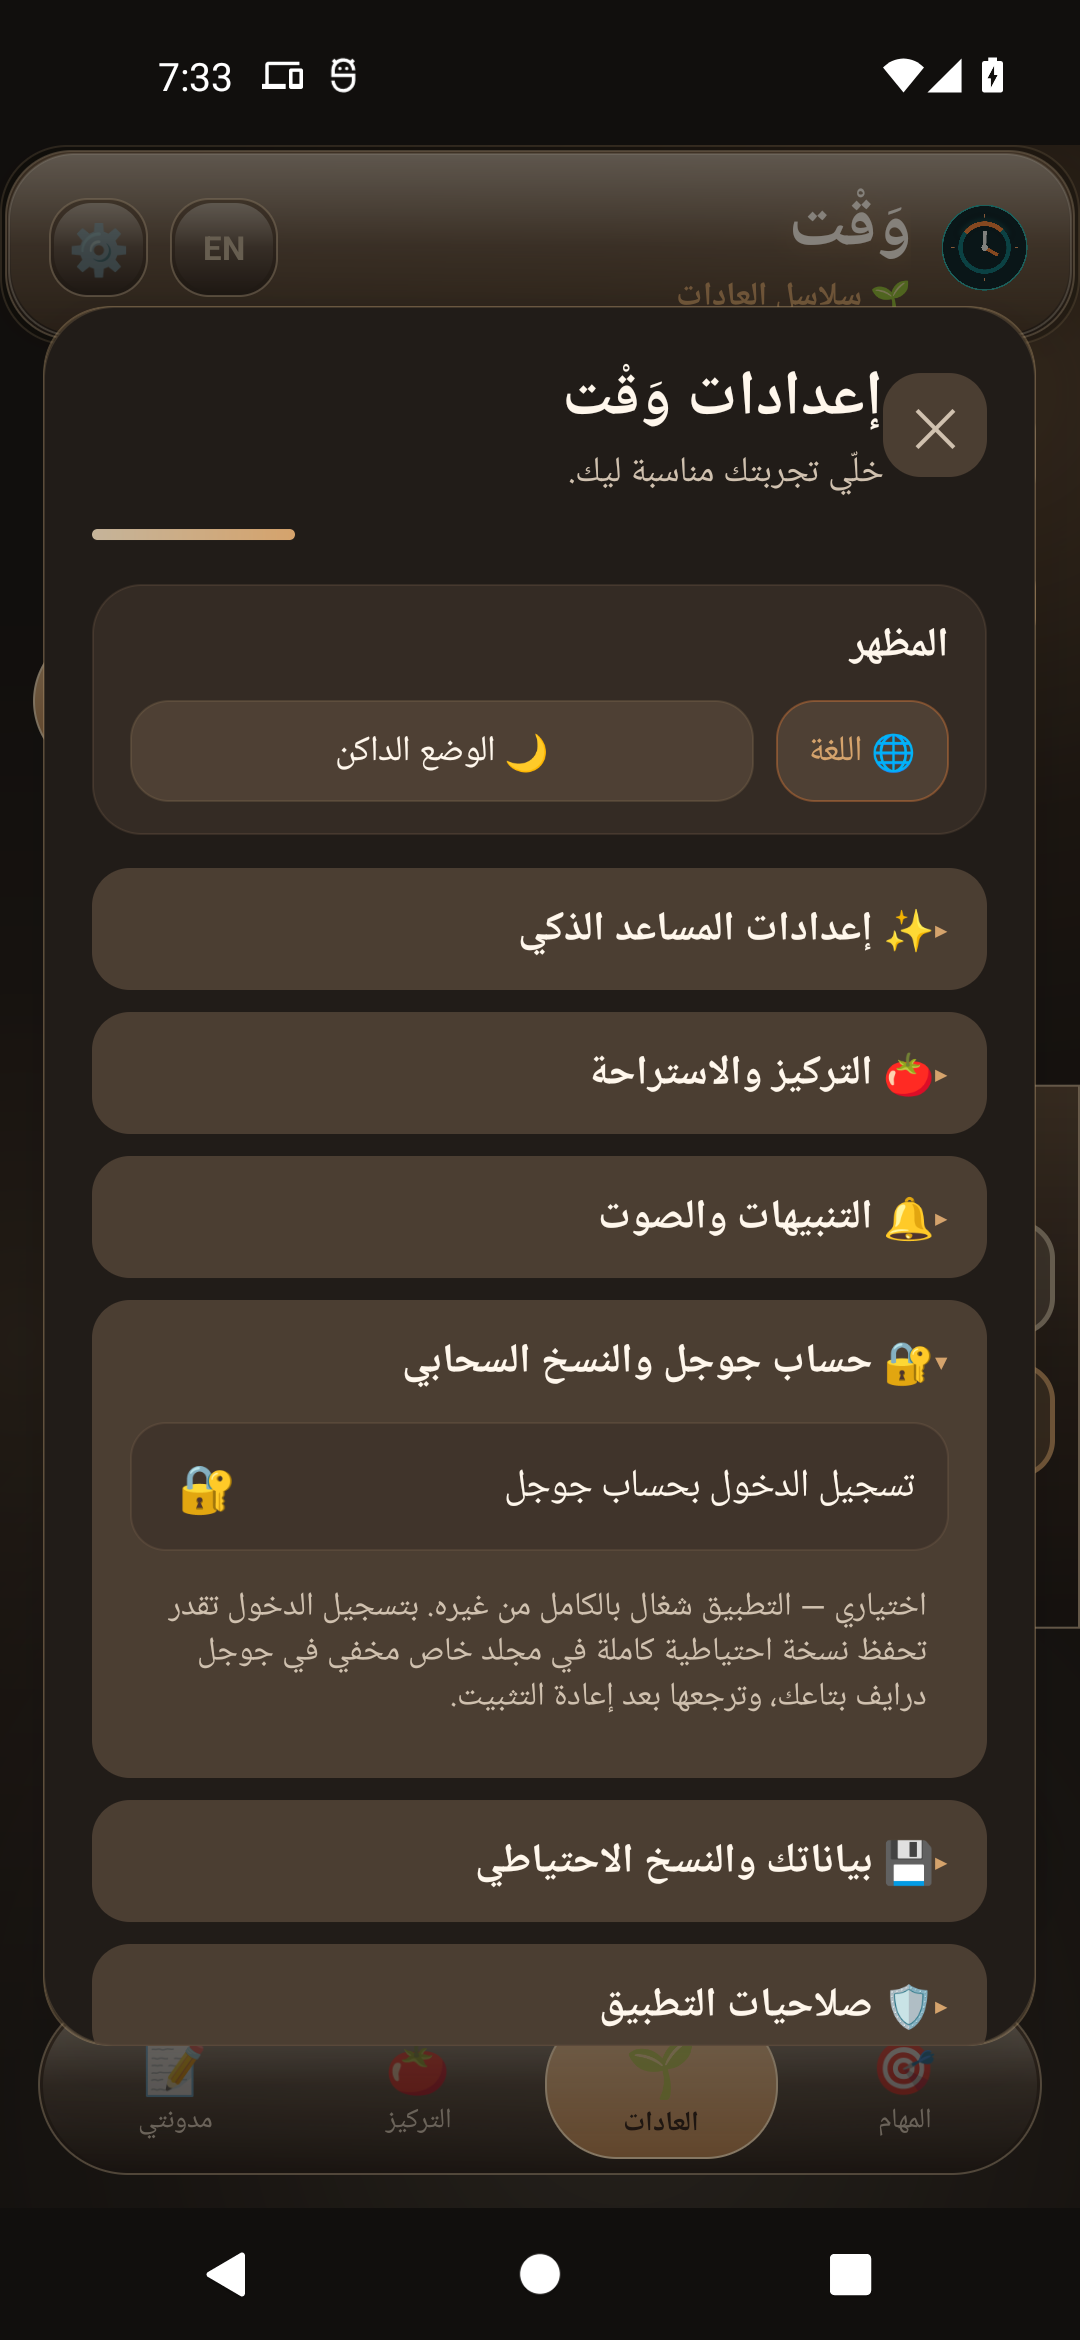 7:33
وَقْت
🌱 سلاسل العادات
EN
إعدادات وَقْت
خلّي تجربتك مناسبة ليك.
المظهر
🌐 اللغة
🌙 الوضع الداكن
✨ إعدادات المساعد الذكي
🍅 التركيز والاستراحة
🔔 التنبيهات والصوت
🔐 حساب جوجل والنسخ السحابي
تسجيل الدخول بحساب جوجل 🔐
اختياري — التطبيق شغال بالكامل من غيره. بتسجيل الدخول تقدر
تحفظ نسخة احتياطية كاملة في مجلد خاص مخفي في جوجل
درايف بتاعك، وترجعها بعد إعادة التثبيت.
💾 بياناتك والنسخ الاحتياطي
🛡️ صلاحيات التطبيق
المهام
العادات
التركيز
مدونتي